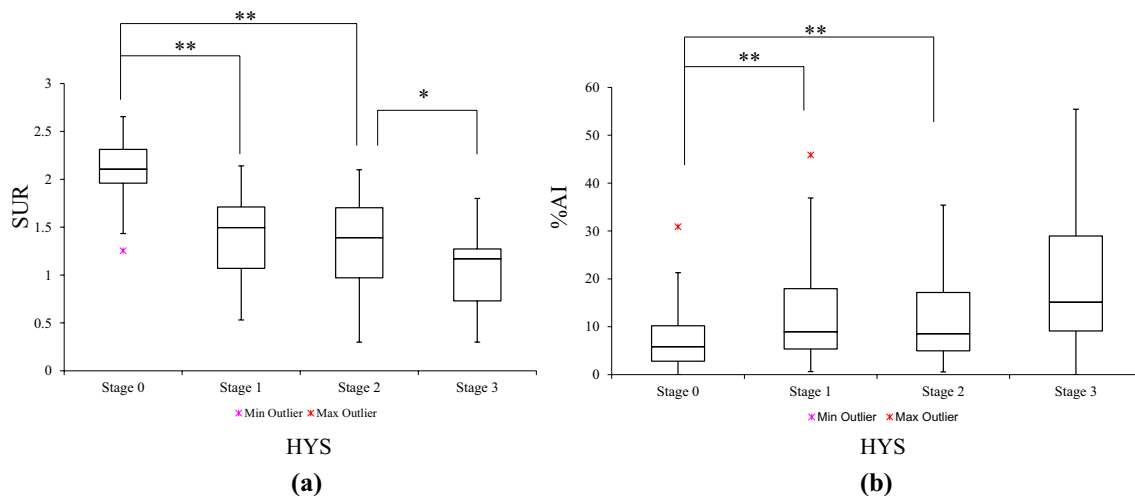 **
**
*
3
2.5
2
1.5
1
0.5
0
SUR
Stage 0 Stage 1 Stage 2 Stage 3
Min Outlier Max Outlier
HYS
(a)
**
**
60
50
40
30
20
10
0
%AI
Stage 0 Stage 1 Stage 2 Stage 3
Min Outlier Max Outlier
HYS
(b)